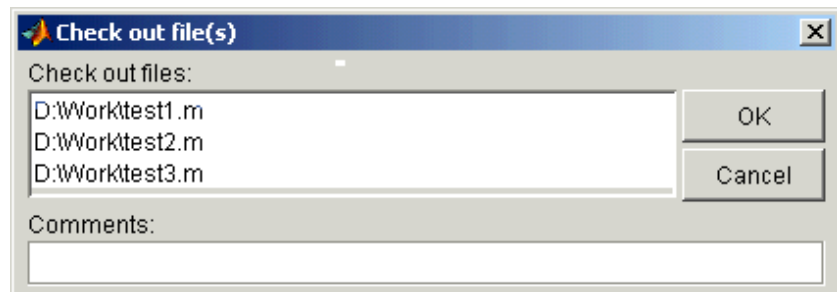 Check out file(s)
Check out files:
D:\Work\test1.m
D:\Work\test2.m
D:\Work\test3.m
OK
Cancel
Comments: